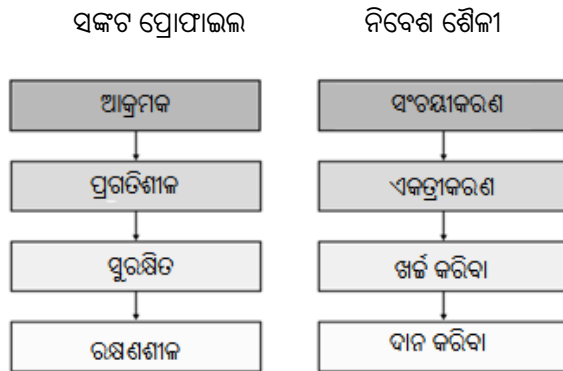 ସଙ୍କଟ ପ୍ରୋଫାଇଲ
ଆକ୍ରମକ
ପ୍ରଗତିଶୀଳ
ସୁରକ୍ଷିତ
ରକ୍ଷଣଶୀଳ
ନିବେଶ ଶୈଳୀ
ସଂଚୟୀକରଣ
ଏକତ୍ରୀକରଣ
ଖର୍ଚ୍ଚ କରିବା
ଦାନ କରିବା